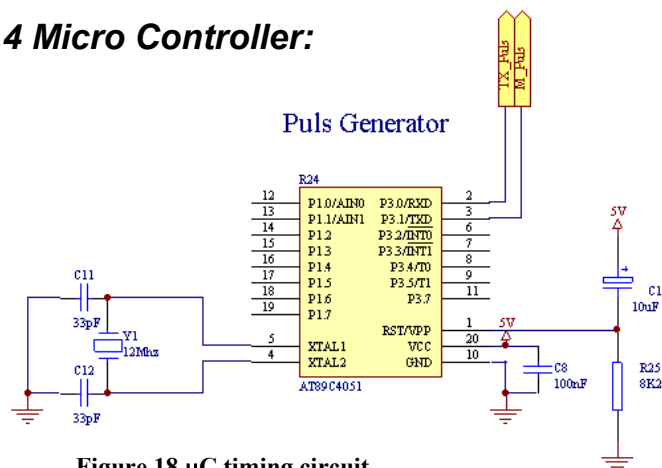 .4 Micro Controller:
TX_Puls
M_Puls
Puls Generator
R24
12 P1.0/AIN0 P3.0/RXD 2
13 P1.1/AIN1 P3.1/TXD 3
14 P1.2 P3.2/INT0 6
15 P1.3 P3.3/INT1 7
16 P1.4 P3.4/T0 8
17 P1.5 P3.5/T1 9
18 P1.6 P3.7 11
19 P1.7
RST/VPP 1
5 XTAL1 VCC 20
4 XTAL2 GND 10
AT89C4051
C11
33pF
Y1
12Mhz
C12
33pF
5V
C8
100nF
5V
+
C1
10uF
R25
8K2
Figure 18 µC timing circuit